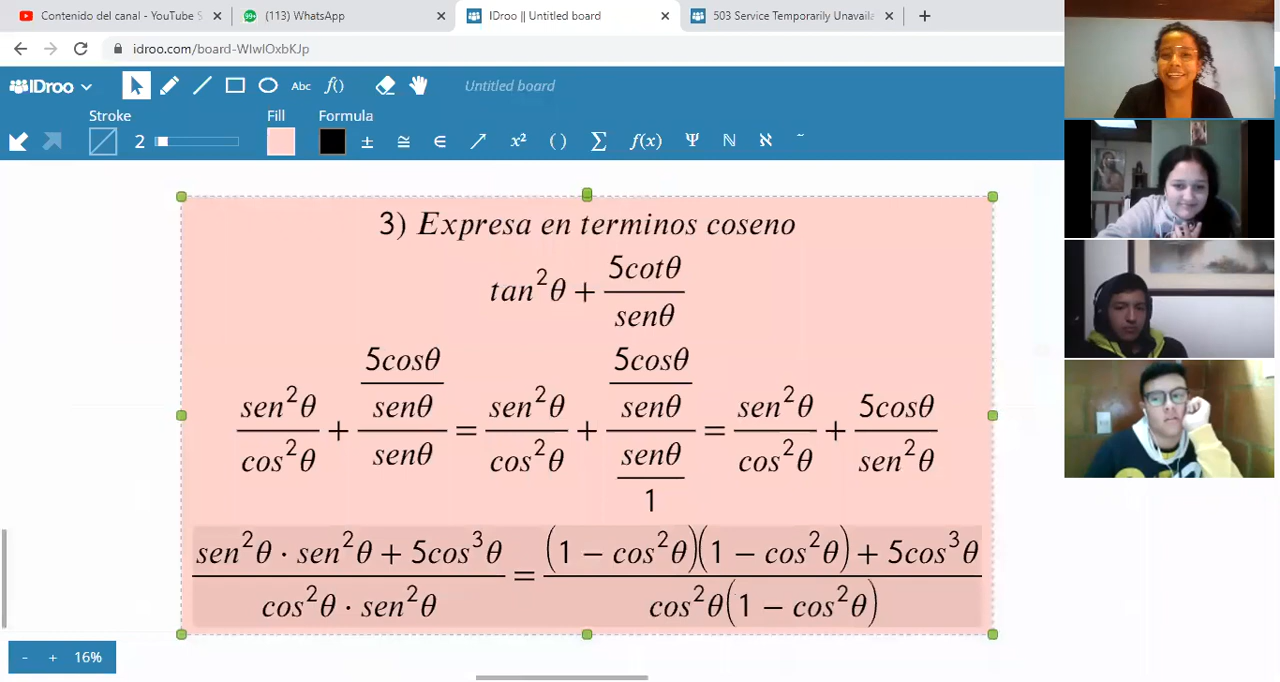 Contenido del canal - YouTube S
(113) WhatsApp
IDroo || Untitled board
503 Service Temporarily Unavaila
idroo.com/board-WIwIOxbKJp
IDroo
Abc
f()
Untitled board
Stroke
Fill
Formula
2
± ≅ ∈ x² ( ) ∑ f(x) Ψ ℕ ℵ ~
3) Expresa en terminos coseno
tan²θ + 5cotθ/senθ
sen²θ/cos²θ + (5cosθ/senθ)/senθ = sen²θ/cos²θ + (5cosθ/senθ)/(senθ/1) = sen²θ/cos²θ + 5cosθ/sen²θ
(sen²θ · sen²θ + 5cos³θ)/(cos²θ · sen²θ) = ((1 − cos²θ)(1 − cos²θ) + 5cos³θ)/(cos²θ(1 − cos²θ))
- + 16%